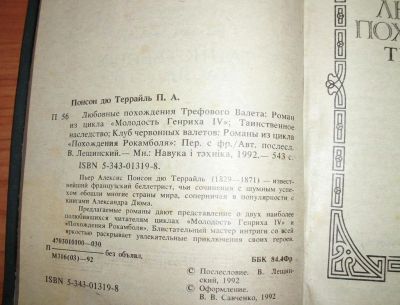 Понсон дю Террайль П. А.
П 56
Любовные похождения Трефового Валета: Роман
из цикла «Молодость Генриха IV»; Таинственное
наследство; Клуб червонных валетов: Романы из цикла
«Похождения Рокамболя»: Пер. с фр./Авт. послесл.
В. Лещинский.— Мн.: Навука і тэхніка, 1992.— 543 с.
ISBN 5-343-01319-8.
Пьер Алексис Понсон дю Террайль (1829—1871) — извест-
нейший французский беллетрист, чьи сочинения с шумным успе-
хом обошли многие страны мира, соперничая в популярности с
книгами Александра Дюма.
Предлагаемые романы дают представление о двух наиболее
полюбившихся читателям циклах «Молодость Генриха IV» и
«Похождения Рокамболя». Блистательный мастер интриги со всей
яркостью раскрывает увлекательные приключения своих героев.
4703010000—030
П ——— без объявл.
М316(03)—92
ББК 84.4Фр
ISBN 5-343-01319-8
© Послесловие. В. Лещин-
ский, 1992
© Оформление.
В. В. Савченко, 1992
ПОХОЖ